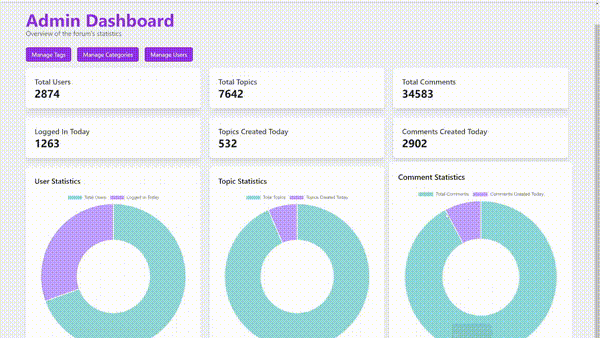 Admin Dashboard
Overview of the forum's statistics
Manage Tags Manage Categories Manage Users
Total Users Total Topics Total Comments
2874 7642 34583
Logged In Today Topics Created Today Comments Created Today
1263 532 2902
User Statistics Topic Statistics Comment Statistics
Total Users Logged In Today Total Topics Topics Created Today Total Comments Comments Created Today